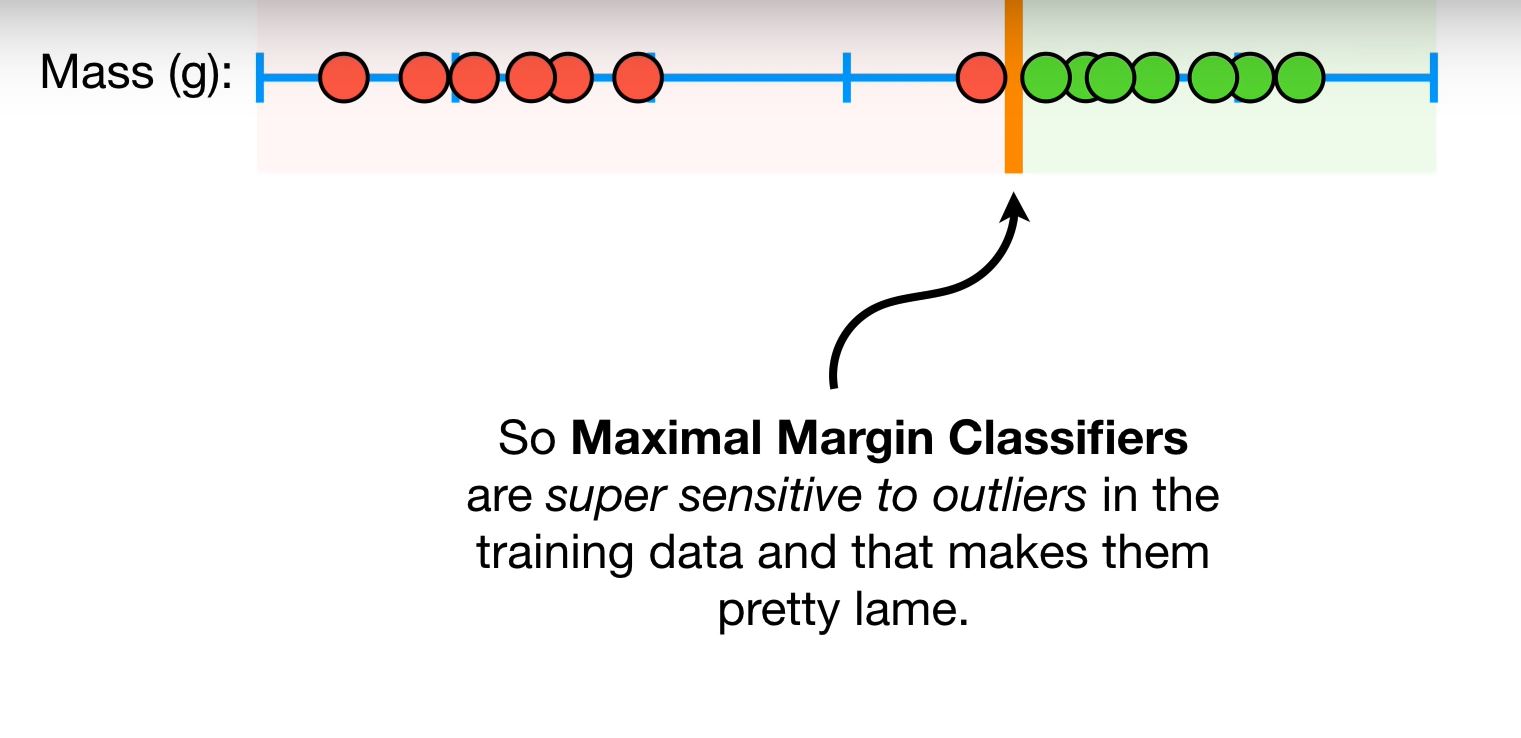 Mass (g):
So Maximal Margin Classifiers
are super sensitive to outliers in the
training data and that makes them
pretty lame.